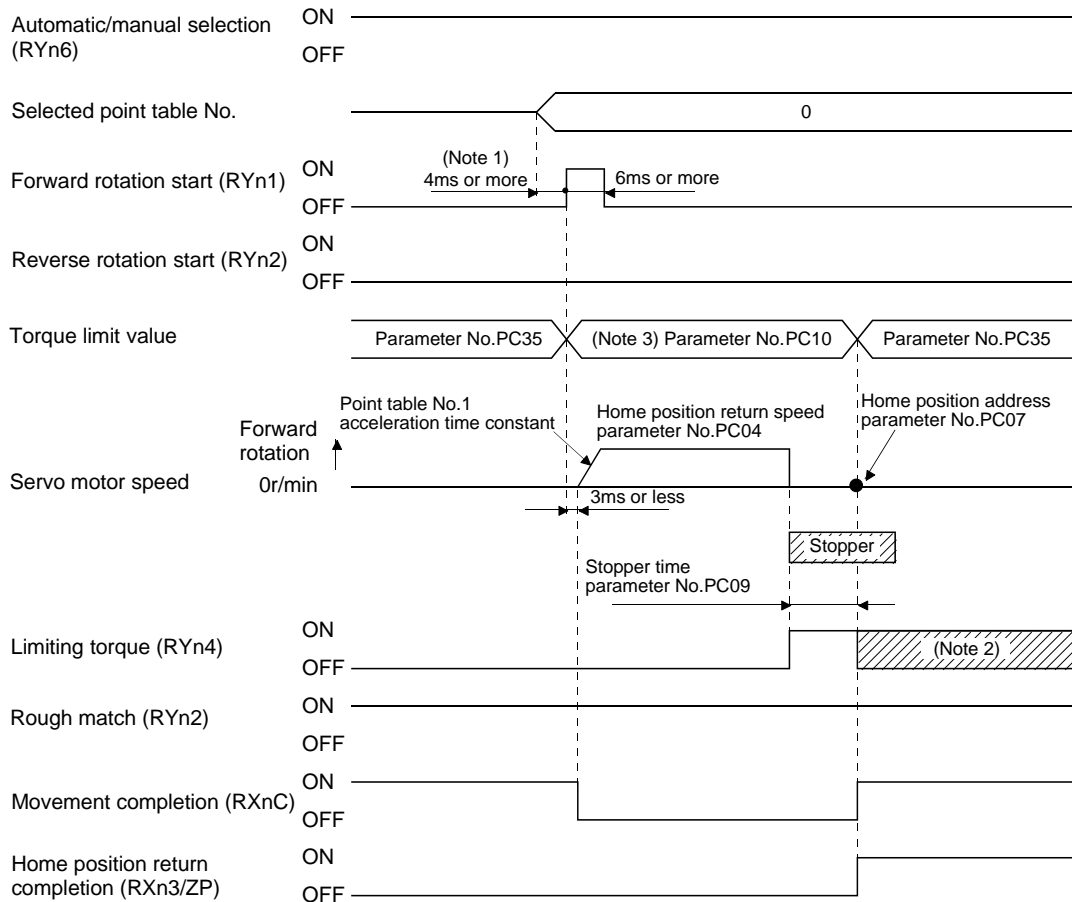 Automatic/manual selection
(RYn6)
ON
OFF
Selected point table No.
0
Forward rotation start (RYn1)
ON
OFF
(Note 1)
4ms or more
6ms or more
Reverse rotation start (RYn2)
ON
OFF
Torque limit value
Parameter No.PC35
(Note 3) Parameter No.PC10
Parameter No.PC35
Servo motor speed
Forward
rotation
0r/min
Point table No.1
acceleration time constant
Home position return speed
parameter No.PC04
Home position address
parameter No.PC07
3ms or less
Stopper
Stopper time
parameter No.PC09
Limiting torque (RYn4)
ON
OFF
(Note 2)
Rough match (RYn2)
ON
OFF
Movement completion (RXnC)
ON
OFF
Home position return
completion (RXn3/ZP)
ON
OFF